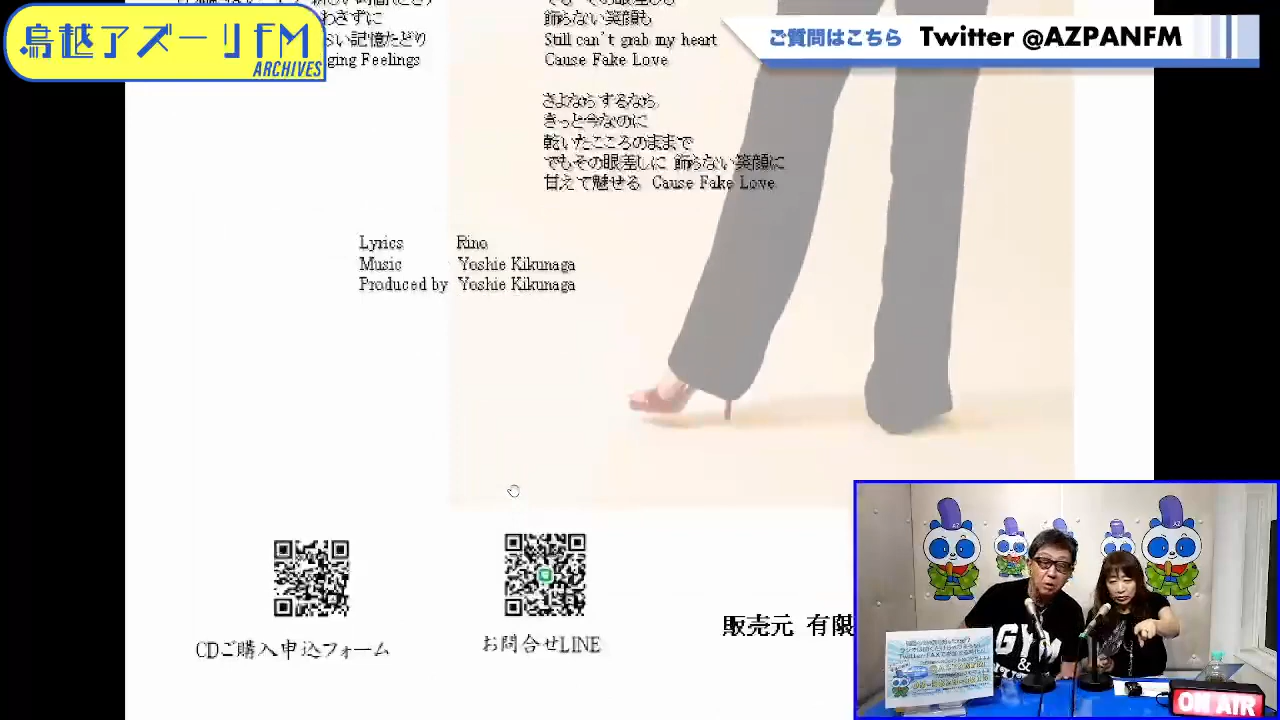 鳥越アズーリFM
ARCHIVES
ご質問はこちら Twitter @AZPANFM
わさずに
い記憶たどり
ging Feelings
飾らない笑顔も
Still can't grab my heart
Cause Fake Love
さよなら するなら
きっと今なのに
乾いたこころのままで
でもその眼差しに 飾らない笑顔に
甘えて魅せる Cause Fake Love
Lyrics Rino
Music Yoshie Kikunaga
Produced by Yoshie Kikunaga
CDご購入申込フォーム
お問合せLINE
販売元 有限
GYM
&
ON AIR